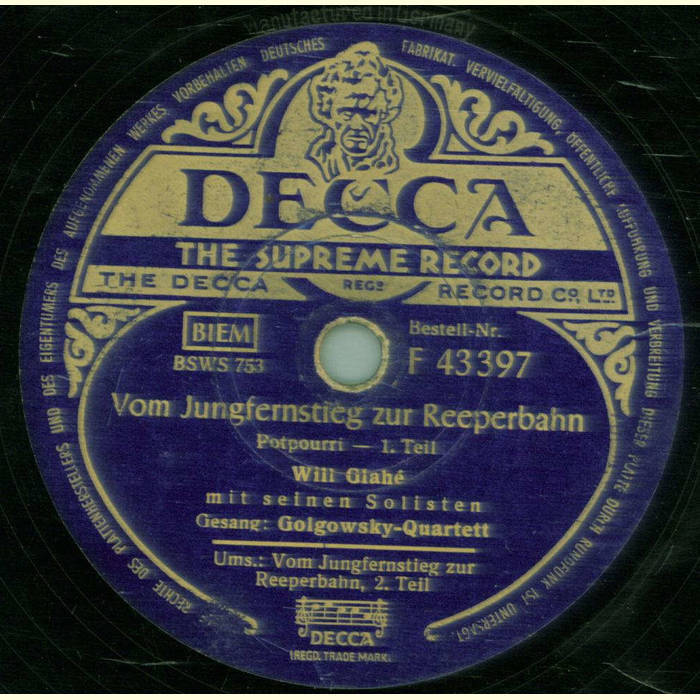 Manufactured in Germany
RECHTE DES PLATTENHERSTELLERS UND DES EIGENTÜMERS DES AUFGENOMMENEN WERKES VORBEHALTEN DEUTSCHES FABRIKAT. VERVIELFÄLTIGUNG, ÖFFENTLICHE AUFFÜHRUNG UND VERBREITUNG DIESER PLATTE DURCH RUNDFUNK IST UNTERSAGT.
DECCA
THE SUPREME RECORD
THE DECCA REGD RECORD CO, LTD
BIEM Bestell-Nr.
BSWS 753 F 43397
Vom Jungfernstieg zur Reeperbahn
Potpourri — 1. Teil
Will Glahé
mit seinen Solisten
Gesang: Golgowsky-Quartett
Ums.: Vom Jungfernstieg zur
Reeperbahn, 2. Teil
DECCA
(REGD. TRADE MARK)